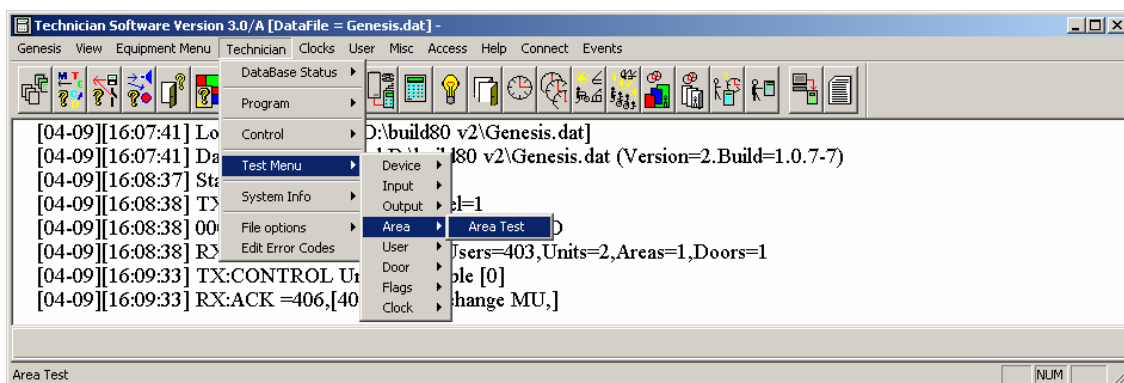 Technician Software Version 3.0/A [DataFile = Genesis.dat] -
Genesis View Equipment Menu Technician Clocks User Misc Access Help Connect Events
DataBase Status
Program
Control
Test Menu
System Info
File options
Edit Error Codes
Device
Input
Output
Area
User
Door
Flags
Clock
Area Test
[04-09][16:07:41] Lo D:\build80 v2\Genesis.dat]
[04-09][16:07:41] Da 80 v2\Genesis.dat (Version=2.Build=1.0.7-7)
[04-09][16:08:37] Sta
[04-09][16:08:38] TX el=1
[04-09][16:08:38] 00
[04-09][16:08:38] RX Users=403,Units=2,Areas=1,Doors=1
[04-09][16:09:33] TX:CONTROL Un ble [0]
[04-09][16:09:33] RX:ACK =406,[40 hange MU,]
Area Test
NUM